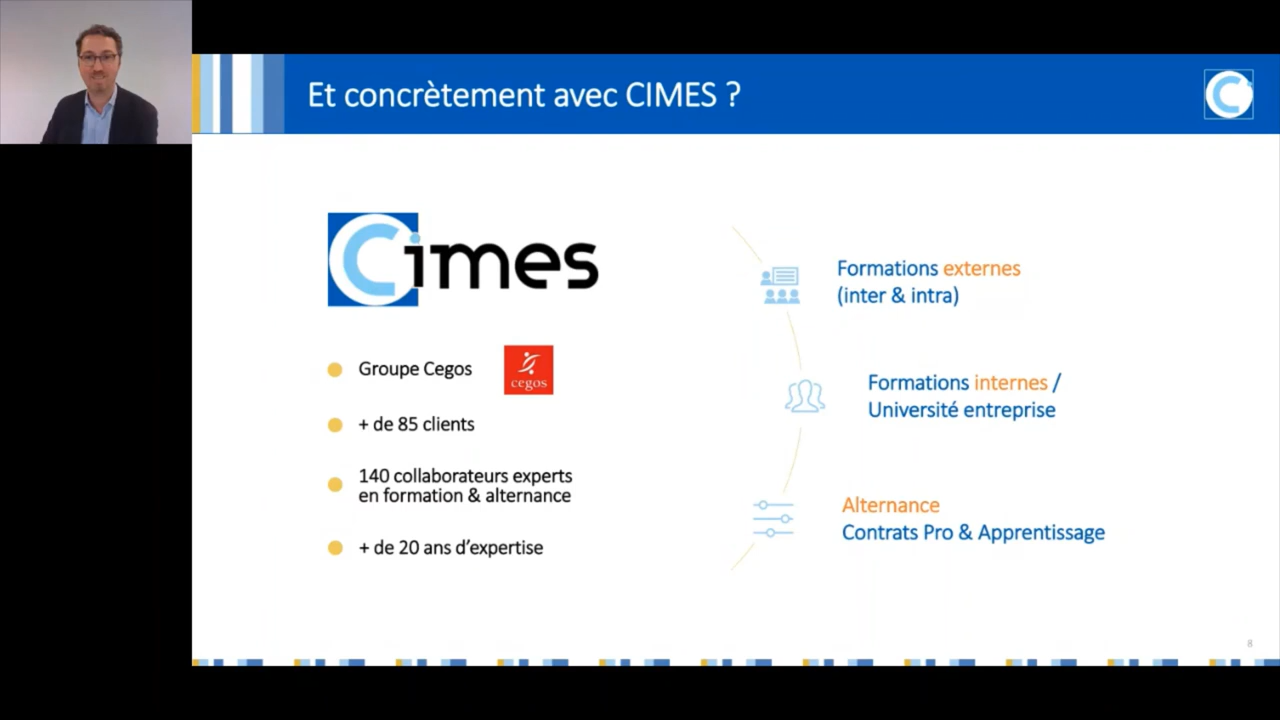 Et concrètement avec CIMES ?
C
Cimes
Groupe Cegos
cegos
+ de 85 clients
140 collaborateurs experts
en formation & alternance
+ de 20 ans d’expertise
Formations externes
(inter & intra)
Formations internes /
Université entreprise
Alternance
Contrats Pro & Apprentissage
8